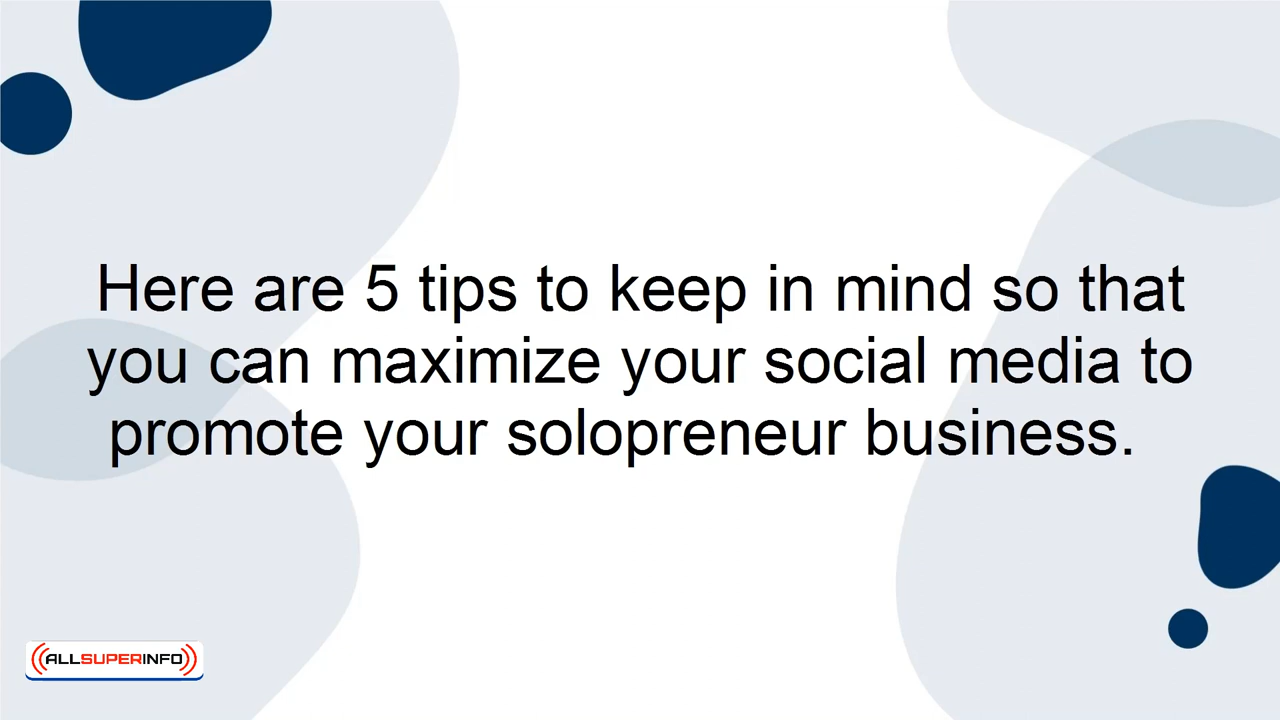 Here are 5 tips to keep in mind so that
you can maximize your social media to
promote your solopreneur business.
ALLSUPERINFO